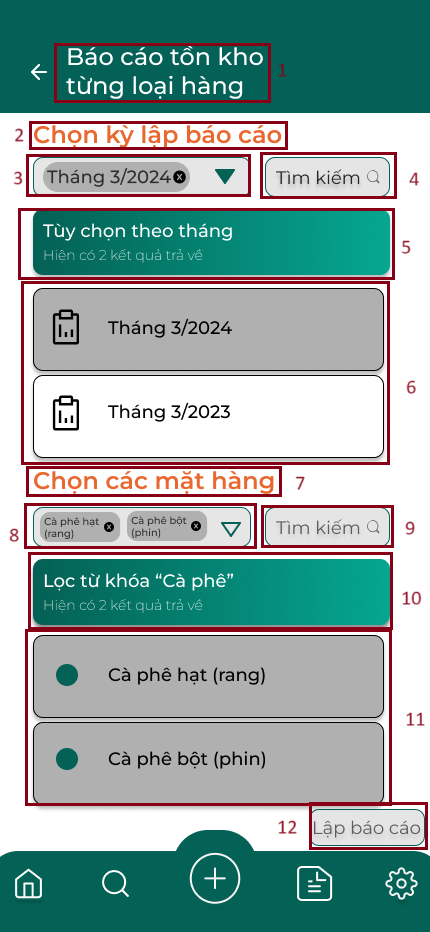 Báo cáo tồn kho 1
từng loại hàng
2 Chọn kỳ lập báo cáo
3 Tháng 3/2024 x Tìm kiếm 4
Tùy chọn theo tháng 5
Hiện có 2 kết quả trả về
Tháng 3/2024
6
Tháng 3/2023
Chọn các mặt hàng 7
8 Cà phê hạt (rang) x Cà phê bột (phin) x Tìm kiếm 9
Lọc từ khóa “Cà phê” 10
Hiện có 2 kết quả trả về
Cà phê hạt (rang)
11
Cà phê bột (phin)
12 Lập báo cáo